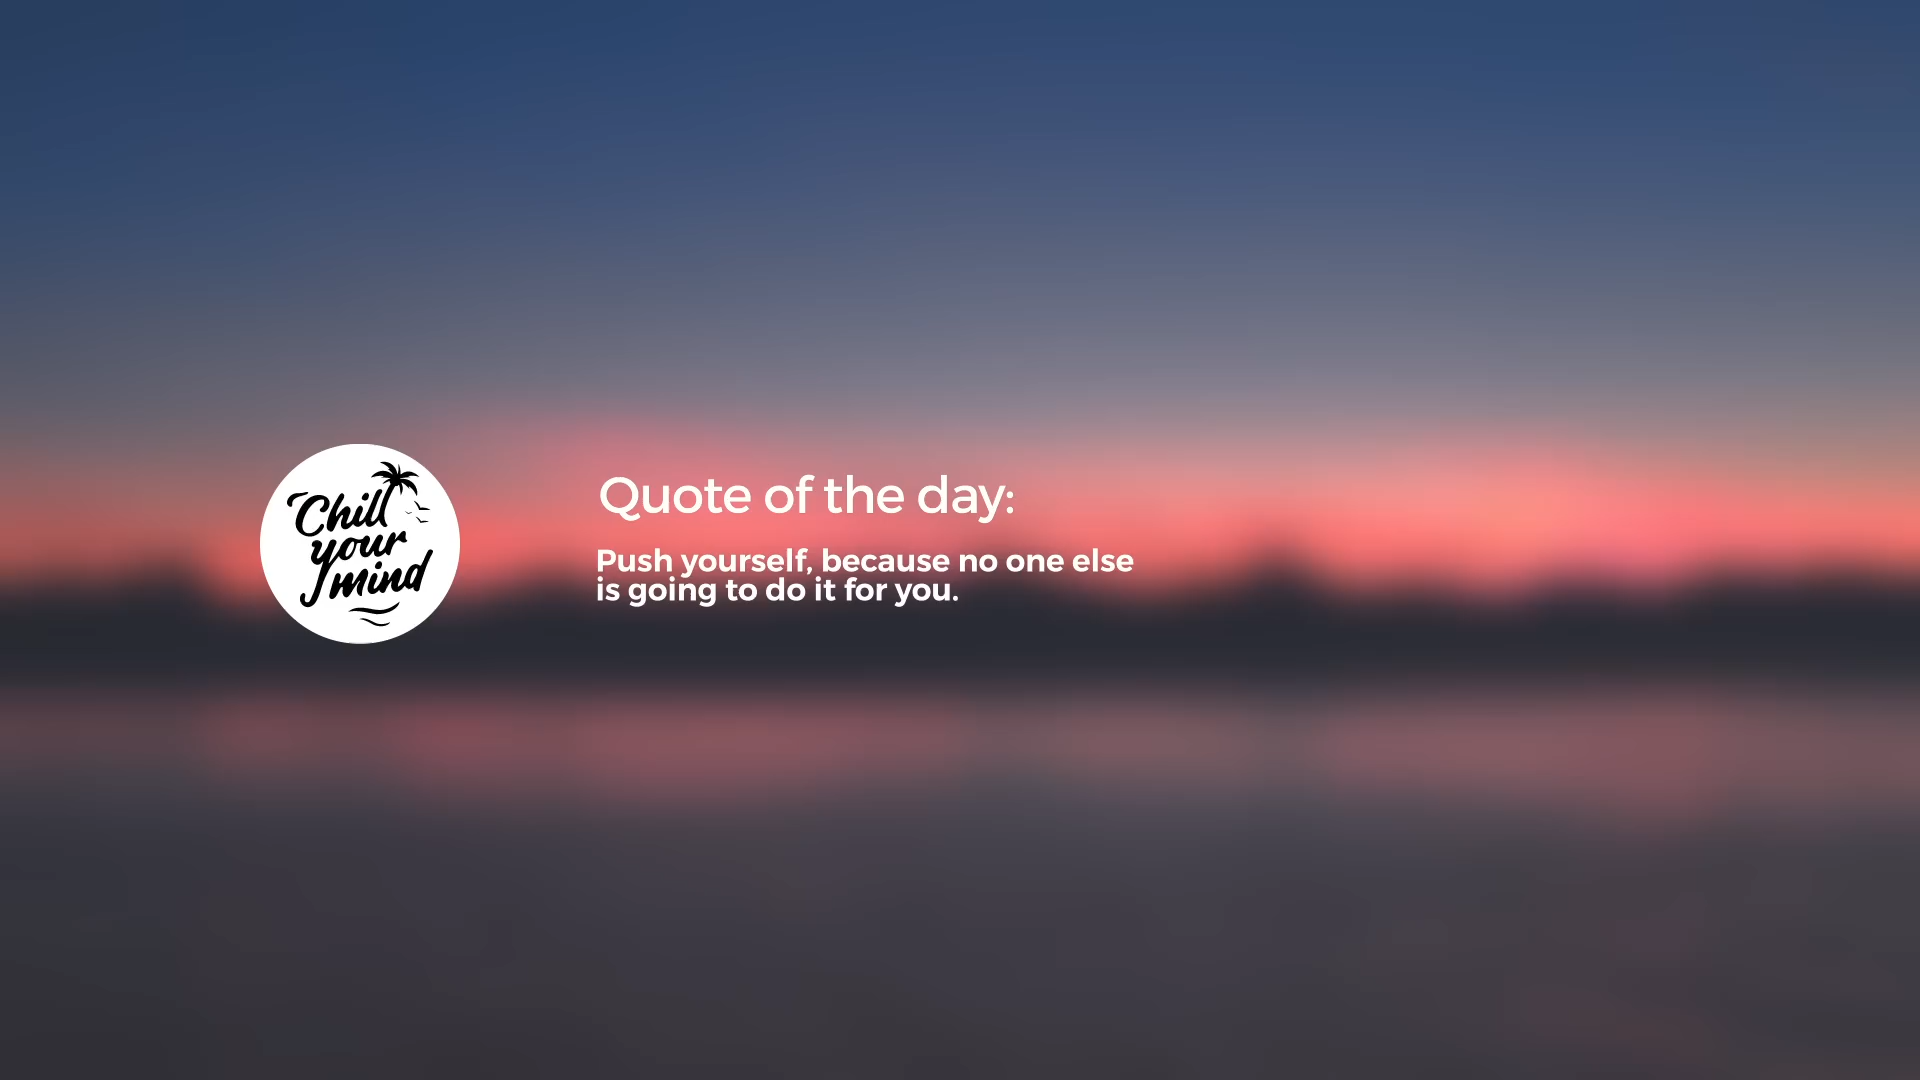 Chill
your
mind
Quote of the day:
Push yourself, because no one else
is going to do it for you.